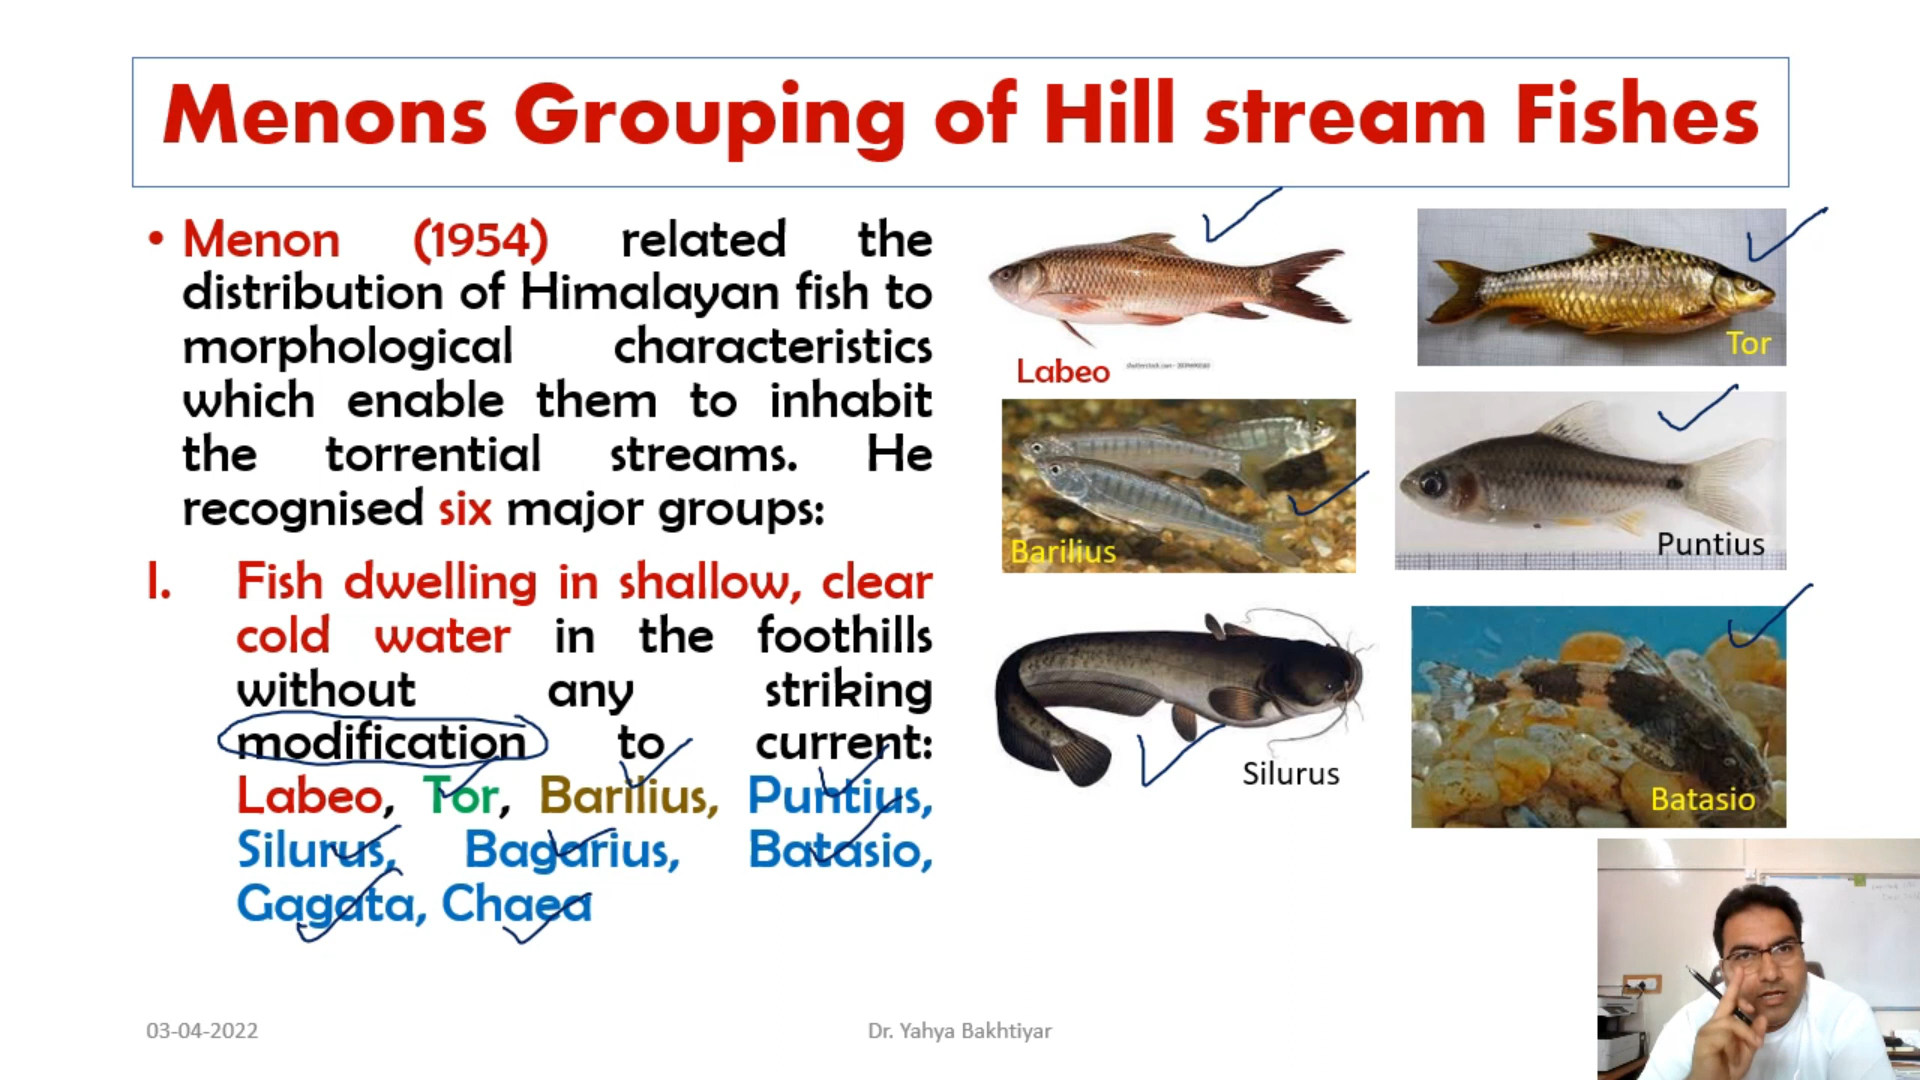 Menons Grouping of Hill stream Fishes
• Menon (1954) related the
distribution of Himalayan fish to
morphological characteristics
which enable them to inhabit
the torrential streams. He
recognised six major groups:
I. Fish dwelling in shallow, clear
cold water in the foothills
without any striking
modification to current:
Labeo, Tor, Barilius, Puntius,
Silurus, Bagarius, Batasio,
Gagata, Chaea
Labeo
Tor
Barilius
Puntius
Silurus
Batasio
03-04-2022
Dr. Yahya Bakhtiyar